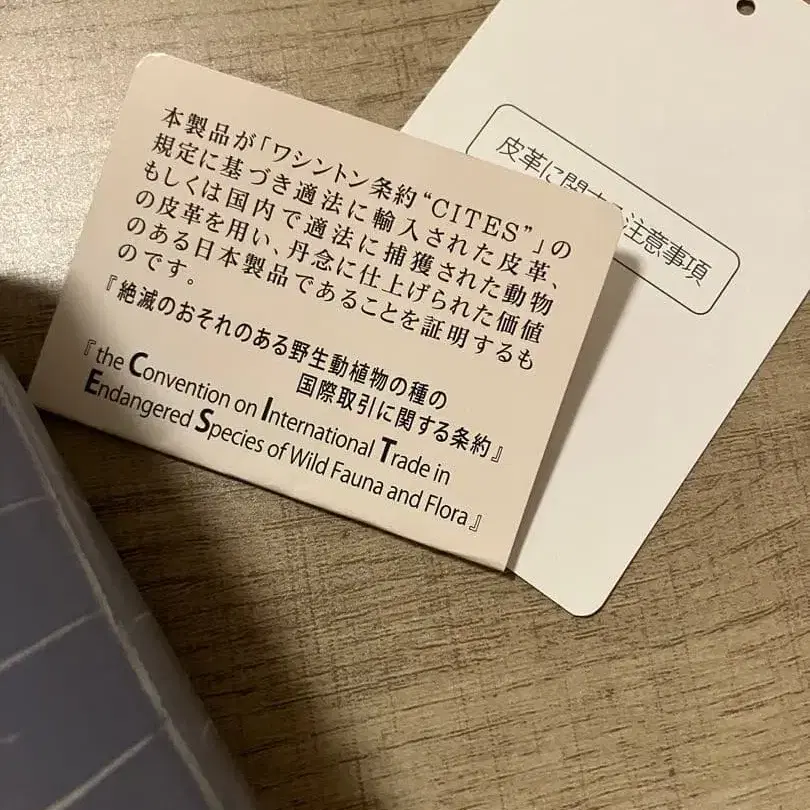 本製品が「ワシントン条約“CITES”」の
規定に基づき適法に輸入された皮革、
もしくは国内で適法に捕獲された動物
の皮革を用い、丹念に仕上げられた価値
のある日本製品であることを証明するも
のです。
『絶滅のおそれのある野生動植物の種の
国際取引に関する条約』
『the Convention on International Trade in
Endangered Species of Wild Fauna and Flora』
皮革に関する注意事項